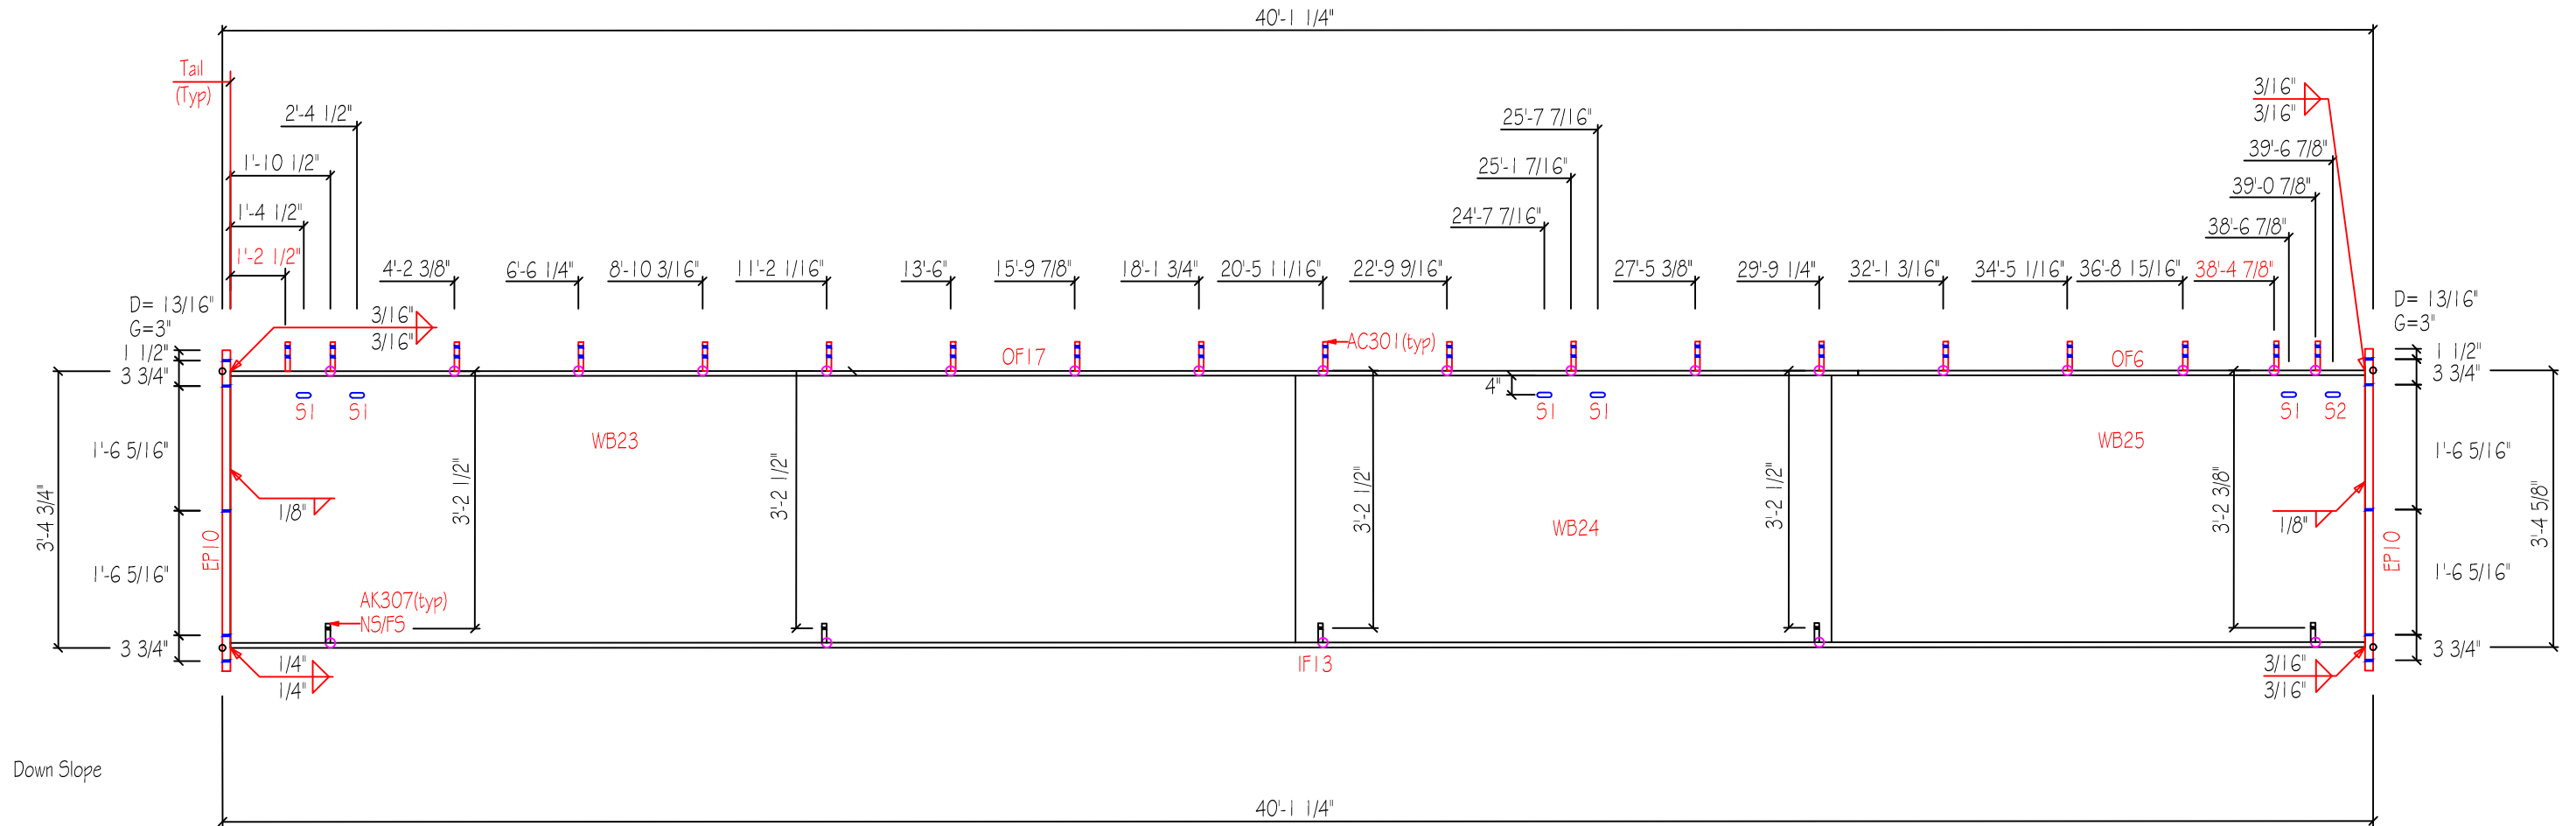 40'-1 1/4"
Tail
(Typ)
3/16"
3/16"
2'-4 1/2"
25'-7 7/16"
39'-6 7/8"
1'-10 1/2"
25'-1 7/16"
39'-0 7/8"
1'-4 1/2"
24'-7 7/16"
38'-6 7/8"
1'-2 1/2"
4'-2 3/8"
6'-6 1/4"
8'-10 3/16"
11'-2 1/16"
13'-6"
15'-9 7/8"
18'-1 3/4"
20'-5 11/16"
22'-9 9/16"
27'-5 3/8"
29'-9 1/4"
32'-1 3/16"
34'-5 1/16"
36'-8 15/16"
38'-4 7/8"
D= 13/16"
G=3"
1 1/2"
3 3/4"
3/16"
3/16"
OF17
AC301(typ)
OF6
D= 13/16"
G=3"
1 1/2"
3 3/4"
4"
S1
S1
S1
S1
S1
S2
WB23
WB25
1'-6 5/16"
3'-4 3/4"
1/8"
3'-2 1/2"
3'-2 1/2"
3'-2 1/2"
WB24
3'-2 1/2"
3'-2 3/8"
1/8"
1'-6 5/16"
3'-4 5/8"
EP10
1'-6 5/16"
EP10
1'-6 5/16"
AK307(typ)
NS/FS
3 3/4"
1/4"
1/4"
IF13
3/16"
3/16"
3 3/4"
Down Slope
40'-1 1/4"